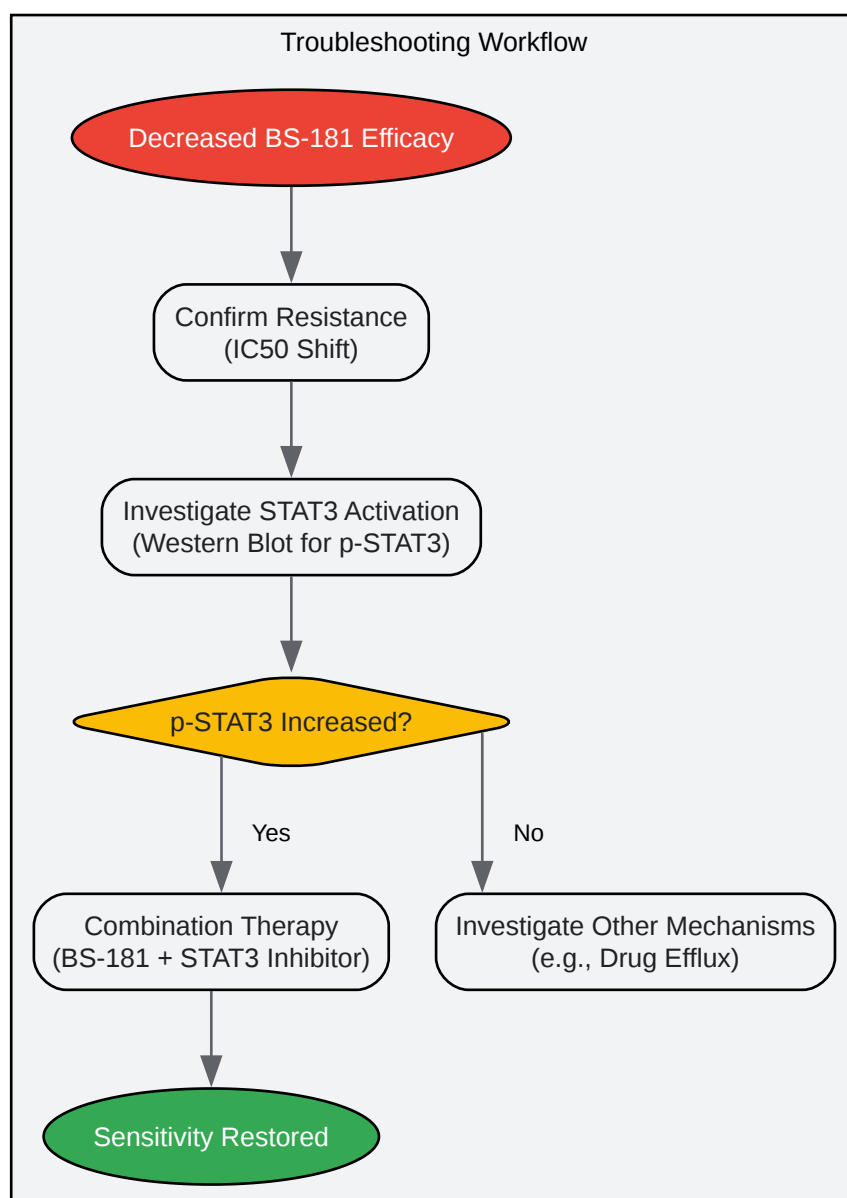 Troubleshooting Workflow
Decreased BS-181 Efficacy
Confirm Resistance
(IC50 Shift)
Investigate STAT3 Activation
(Western Blot for p-STAT3)
p-STAT3 Increased?
Yes
No
Combination Therapy
(BS-181 + STAT3 Inhibitor)
Investigate Other Mechanisms
(e.g., Drug Efflux)
Sensitivity Restored